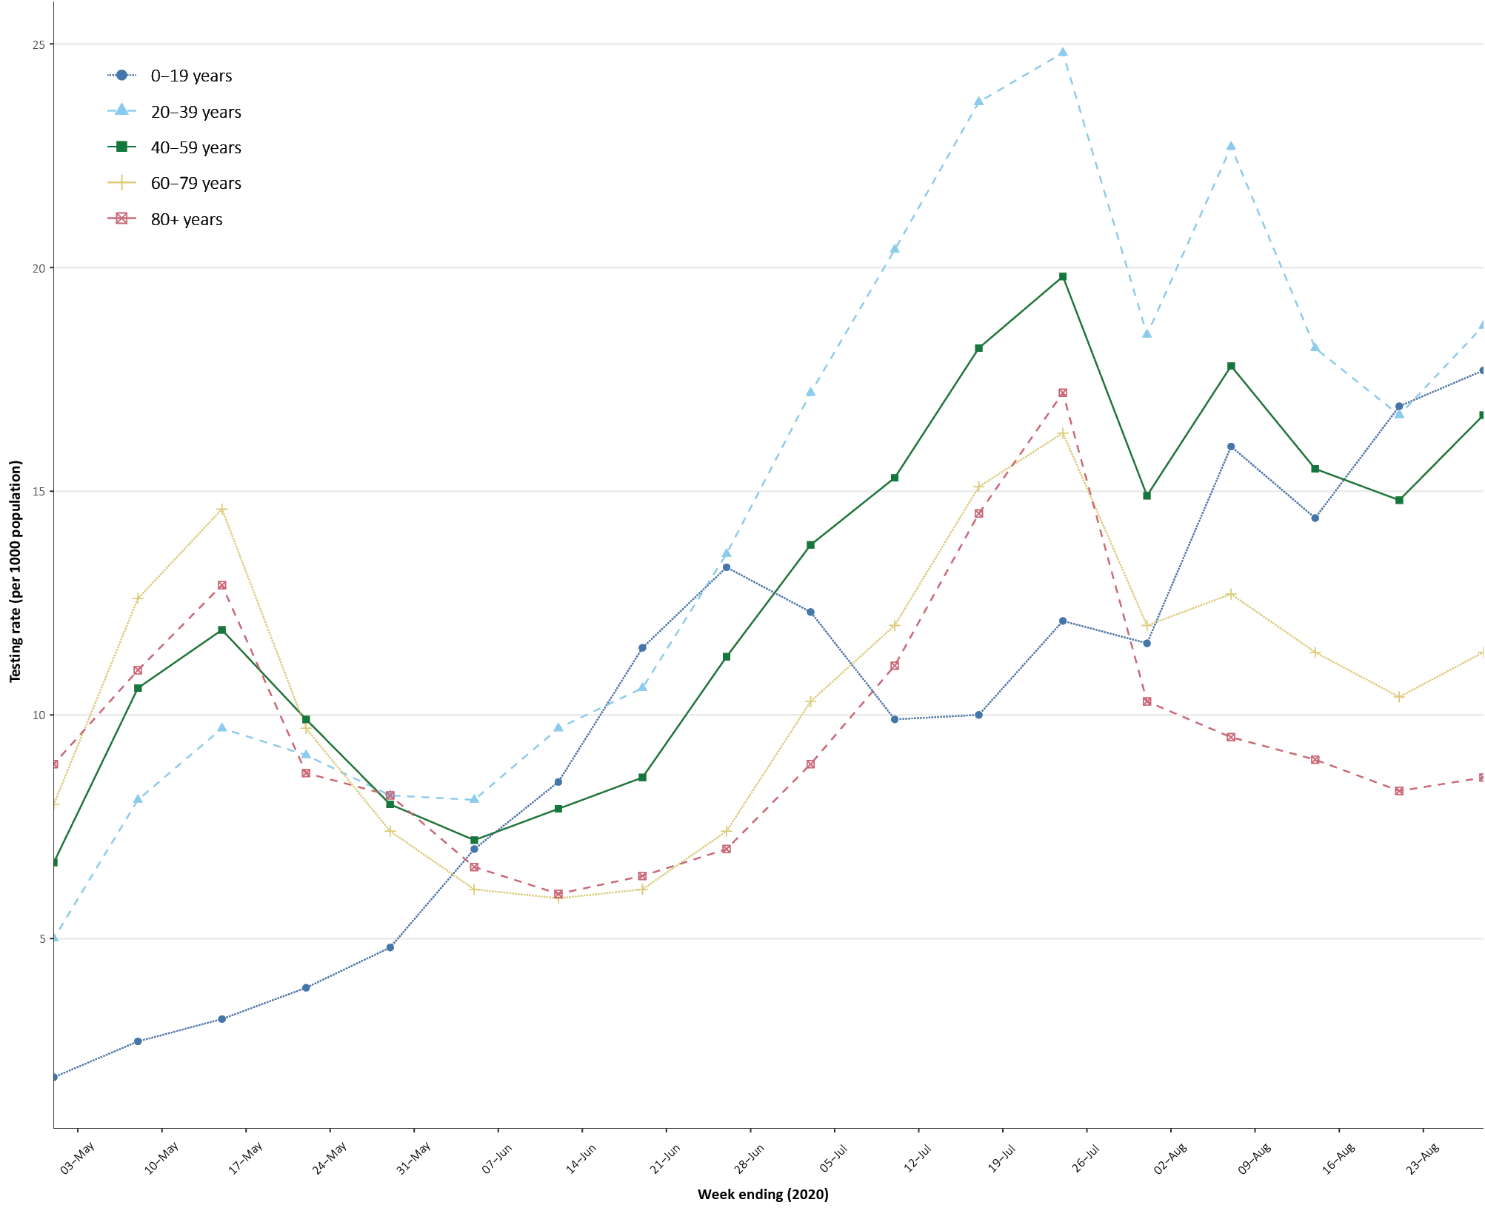 25
20
15
10
5
0–19 years
20–39 years
40–59 years
60–79 years
80+ years
Testing rate (per 1000 population)
03–May
10–May
17–May
24–May
31–May
07–Jun
14–Jun
21–Jun
28–Jun
05–Jul
12–Jul
19–Jul
26–Jul
02–Aug
09–Aug
16–Aug
23–Aug
Week ending (2020)